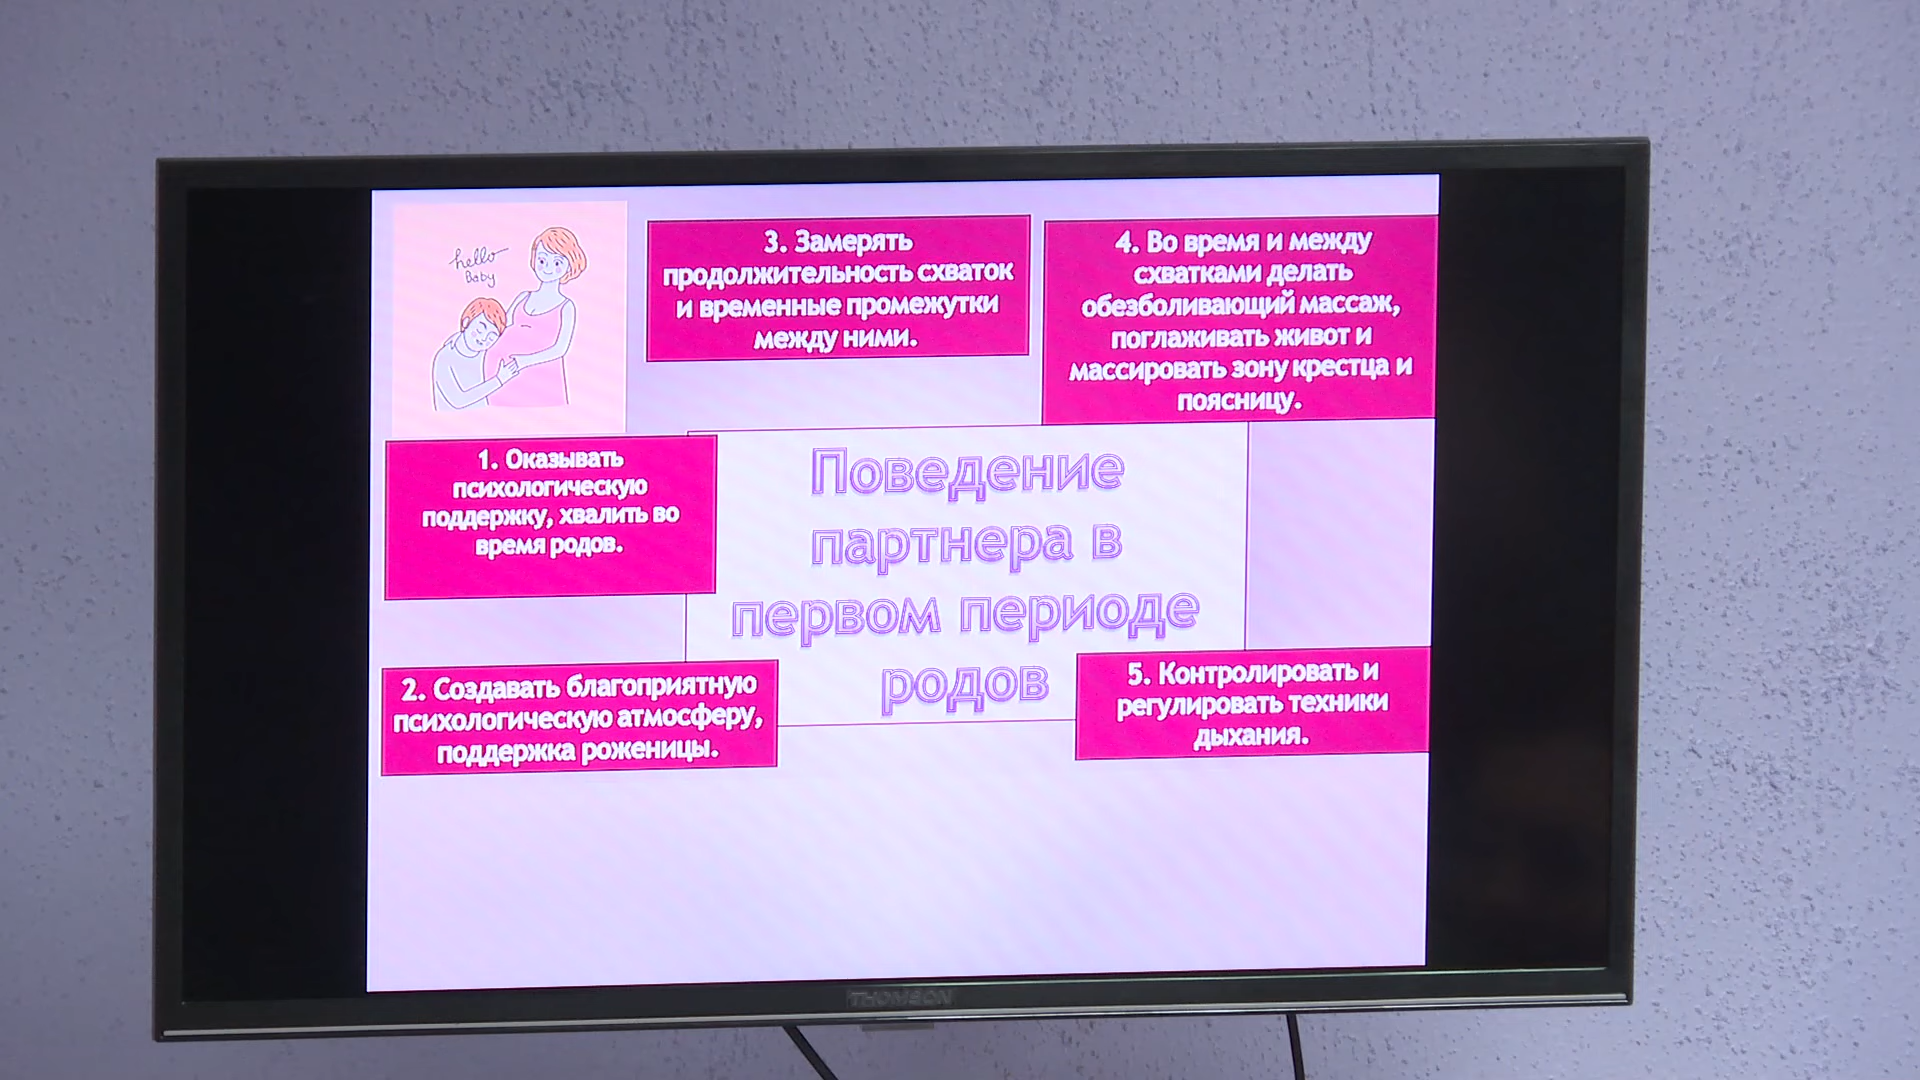 hello
Baby
3. Замерять
продолжительность схваток
и временные промежутки
между ними.
4. Во время и между
схватками делать
обезболивающий массаж,
поглаживать живот и
массировать зону крестца и
поясницу.
1. Оказывать
психологическую
поддержку, хвалить во
время родов.
Поведение
партнера в
первом периоде
родов
2. Создавать благоприятную
психологическую атмосферу,
поддержка роженицы.
5. Контролировать и
регулировать техники
дыхания.
THOMSON